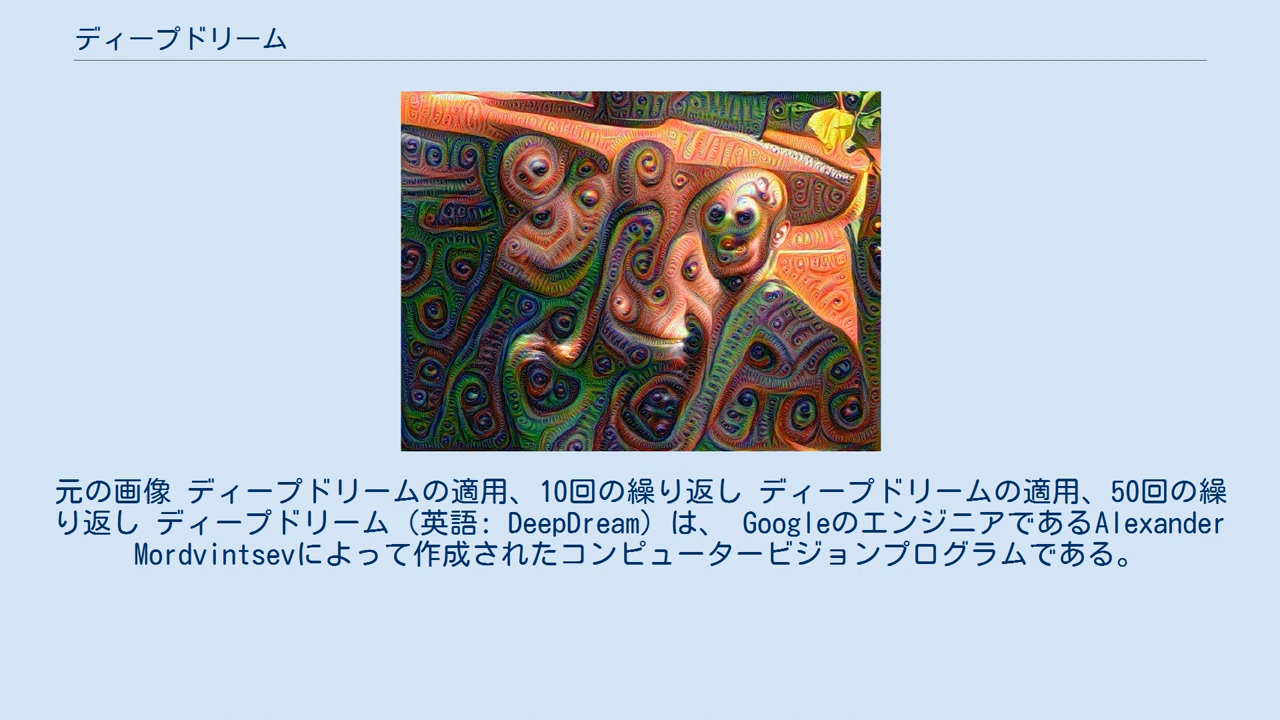 ディープドリーム
元の画像 ディープドリームの適用、10回の繰り返し ディープドリームの適用、50回の繰
り返し ディープドリーム（英語: DeepDream）は、 GoogleのエンジニアであるAlexander
Mordvintsevによって作成されたコンピュータービジョンプログラムである。